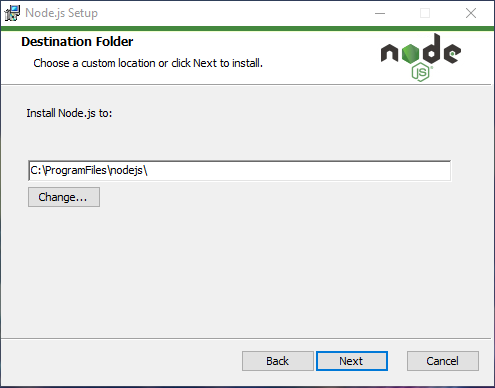 Node.js Setup
Destination Folder
Choose a custom location or click Next to install.
node
JS
Install Node.js to:
C:\ProgramFiles\nodejs\
Change...
Back
Next
Cancel